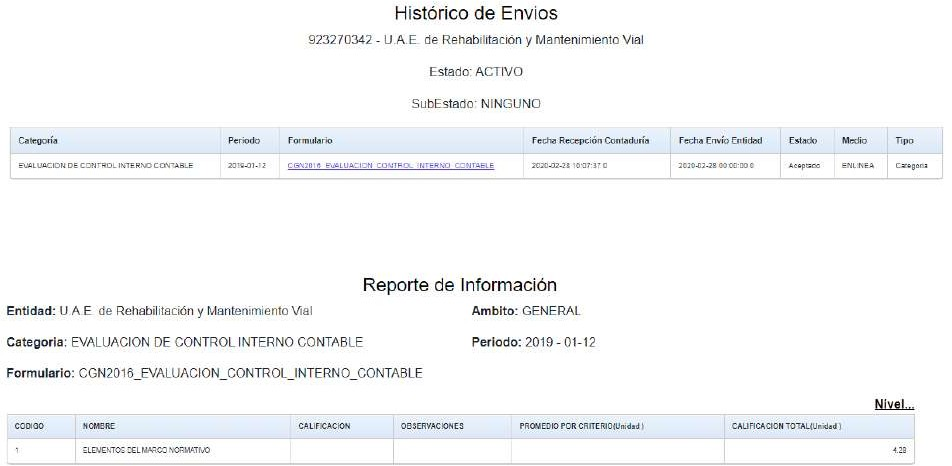 Histórico de Envios
923270342 - U.A.E. de Rehabilitación y Mantenimiento Vial
Estado: ACTIVO
SubEstado: NINGUNO
Categoría Periodo Formulario Fecha Recepción Contaduría Fecha Envío Entidad Estado Medio Tipo
EVALUACION DE CONTROL INTERNO CONTABLE 2019-01-12 CGN2016_EVALUACION_CONTROL_INTERNO_CONTABLE 2020-02-28 16:07:37.0 2020-02-28 00:00:00.0 Aceptado ENLINEA Categoria
Reporte de Información
Entidad: U.A.E. de Rehabilitación y Mantenimiento Vial Ambito: GENERAL
Categoria: EVALUACION DE CONTROL INTERNO CONTABLE Periodo: 2019 - 01-12
Formulario: CGN2016_EVALUACION_CONTROL_INTERNO_CONTABLE
Nivel...
CODIGO NOMBRE CALIFICACION OBSERVACIONES PROMEDIO POR CRITERIO(Unidad ) CALIFICACION TOTAL(Unidad )
1 ELEMENTOS DEL MARCO NORMATIVO 4.28